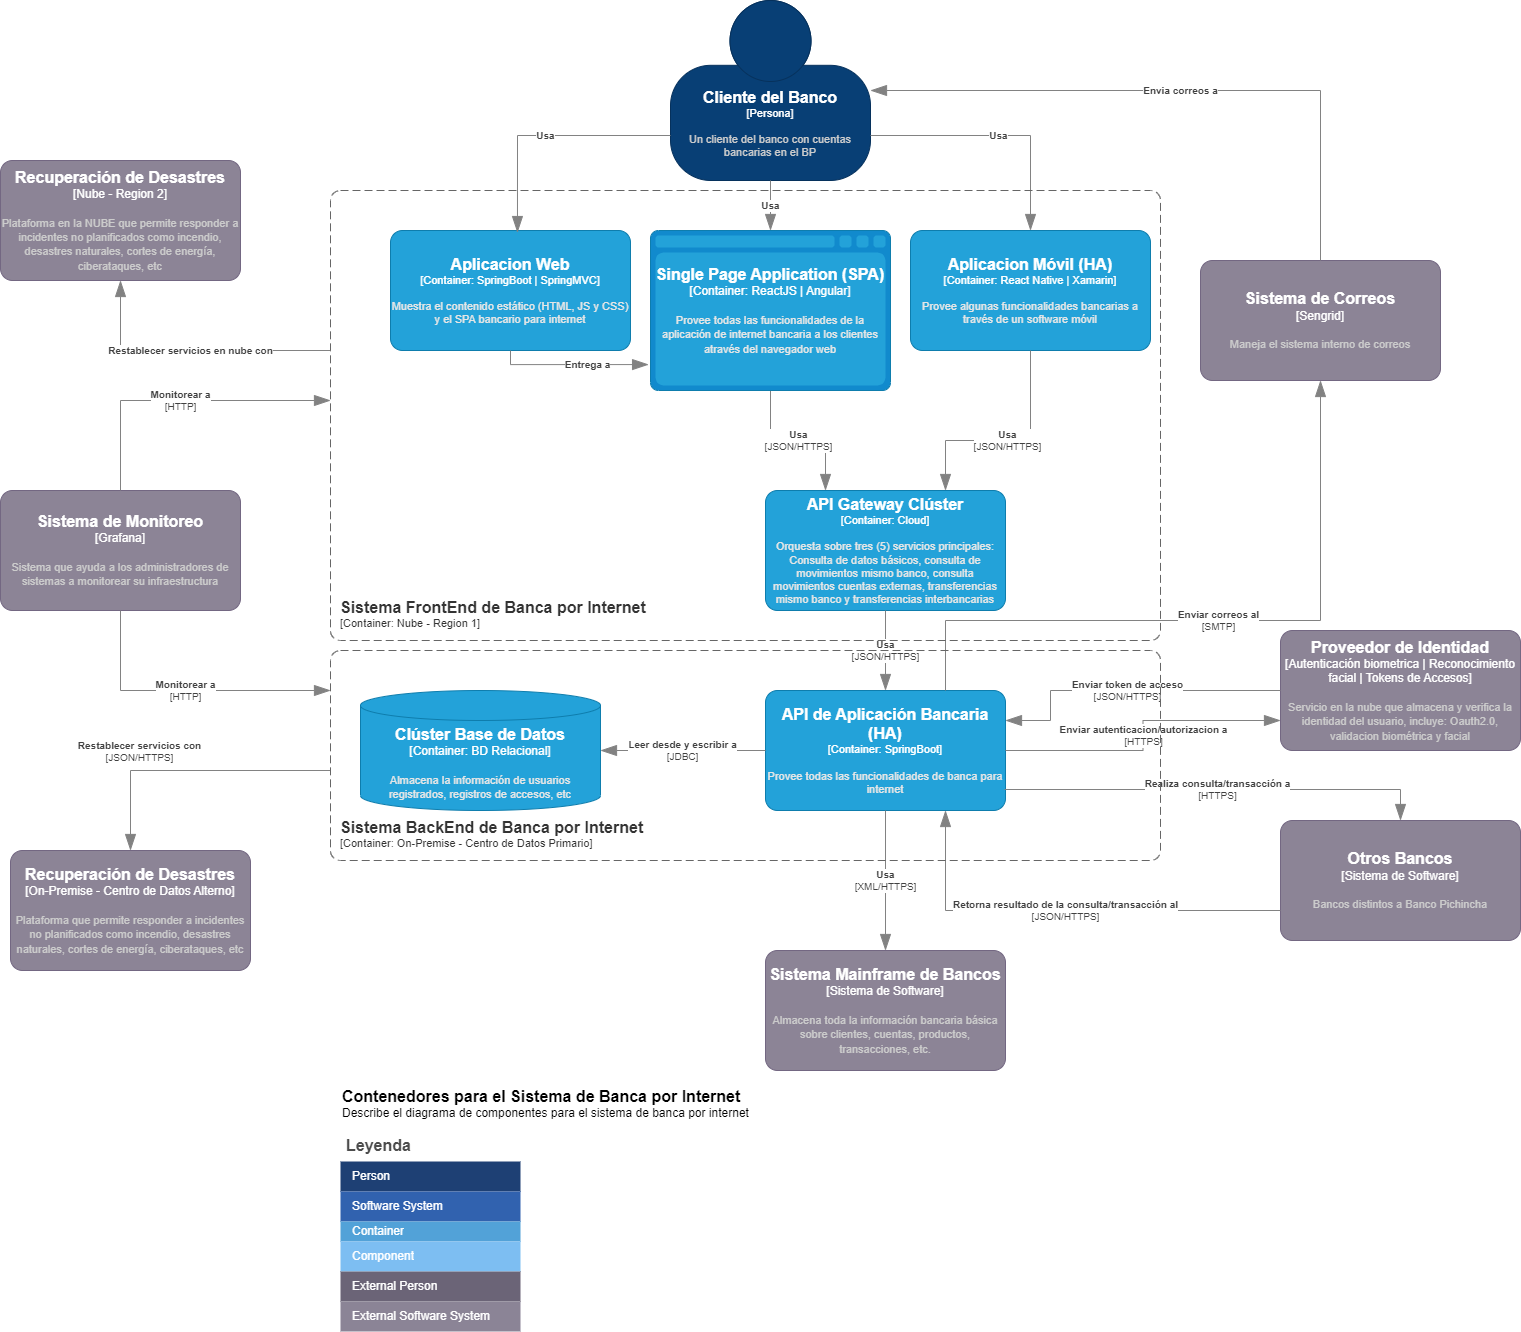 Cliente del Banco
[Persona]
Un cliente del banco con cuentas
bancarias en el BP
Envia correos a
Usa
Usa
Usa
Recuperación de Desastres
[Nube - Region 2]
Plataforma en la NUBE que permite responder a
incidentes no planificados como incendio,
desastres naturales, cortes de energía,
ciberataques, etc
Aplicacion Web
[Container: SpringBoot | SpringMVC]
Muestra el contenido estático (HTML, JS y CSS)
y el SPA bancario para internet
Single Page Application (SPA)
[Container: ReactJS | Angular]
Provee todas las funcionalidades de la
aplicación de internet bancaria a los clientes
através del navegador web
Aplicacion Móvil (HA)
[Container: React Native | Xamarin]
Provee algunas funcionalidades bancarias a
través de un software móvil
Sistema de Correos
[Sengrid]
Maneja el sistema interno de correos
Restablecer servicios en nube con
Entrega a
Monitorear a
[HTTP]
Usa
[JSON/HTTPS]
Usa
[JSON/HTTPS]
Sistema de Monitoreo
[Grafana]
Sistema que ayuda a los administradores de
sistemas a monitorear su infraestructura
API Gateway Clúster
[Container: Cloud]
Orquesta sobre tres (5) servicios principales:
Consulta de datos básicos, consulta de
movimientos mismo banco, consulta
movimientos cuentas externas, transferencias
mismo banco y transferencias interbancarias
Sistema FrontEnd de Banca por Internet
[Container: Nube - Region 1]
Enviar correos al
[SMTP]
Usa
[JSON/HTTPS]
Proveedor de Identidad
[Autenticación biometrica | Reconocimiento
facial | Tokens de Accesos]
Servicio en la nube que almacena y verifica la
identidad del usuario, incluye: Oauth2.0,
validacion biométrica y facial
Monitorear a
[HTTP]
Enviar token de acceso
[JSON/HTTPS]
Clúster Base de Datos
[Container: BD Relacional]
Almacena la información de usuarios
registrados, registros de accesos, etc
Leer desde y escribir a
[JDBC]
API de Aplicación Bancaria
(HA)
[Container: SpringBoot]
Provee todas las funcionalidades de banca para
internet
Enviar autenticacion/autorizacion a
[HTTPS]
Restablecer servicios con
[JSON/HTTPS]
Realiza consulta/transacción a
[HTTPS]
Sistema BackEnd de Banca por Internet
[Container: On-Premise - Centro de Datos Primario]
Otros Bancos
[Sistema de Software]
Bancos distintos a Banco Pichincha
Recuperación de Desastres
[On-Premise - Centro de Datos Alterno]
Plataforma que permite responder a incidentes
no planificados como incendio, desastres
naturales, cortes de energía, ciberataques, etc
Usa
[XML/HTTPS]
Retorna resultado de la consulta/transacción al
[JSON/HTTPS]
Sistema Mainframe de Bancos
[Sistema de Software]
Almacena toda la información bancaria básica
sobre clientes, cuentas, productos,
transacciones, etc.
Contenedores para el Sistema de Banca por Internet
Describe el diagrama de componentes para el sistema de banca por internet
Leyenda
Person
Software System
Container
Component
External Person
External Software System